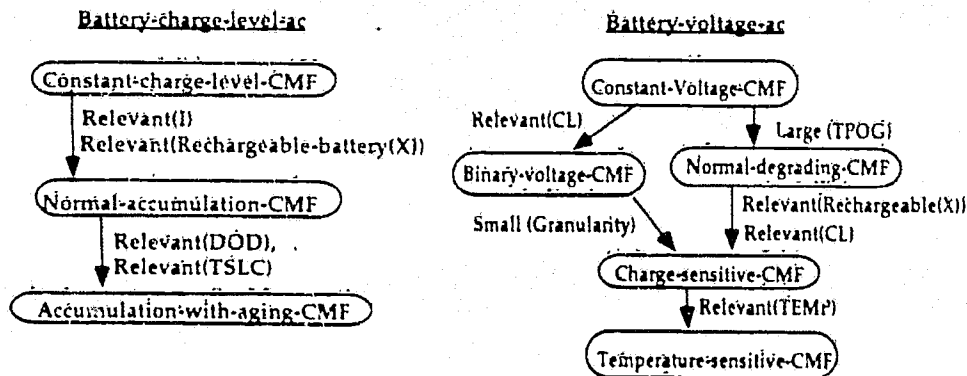 Battery-charge-level-ac
Constant-charge-level-CMF
Relevant(I)
Relevant(Rechargeable-battery(X))
Normal-accumulation-CMF
Relevant(DOD),
Relevant(TSLC)
Accumulation-with-aging-CMF
Battery-voltage-ac
Constant-Voltage-CMF
Relevant(CL)
Large (TPOG)
Binary-voltage-CMF
Normal-degrading-CMF
Small (Granularity)
Relevant(Rechargeable(X))
Relevant(CL)
Charge-sensitive-CMF
Relevant(TEMP)
Temperature-sensitive-CMF